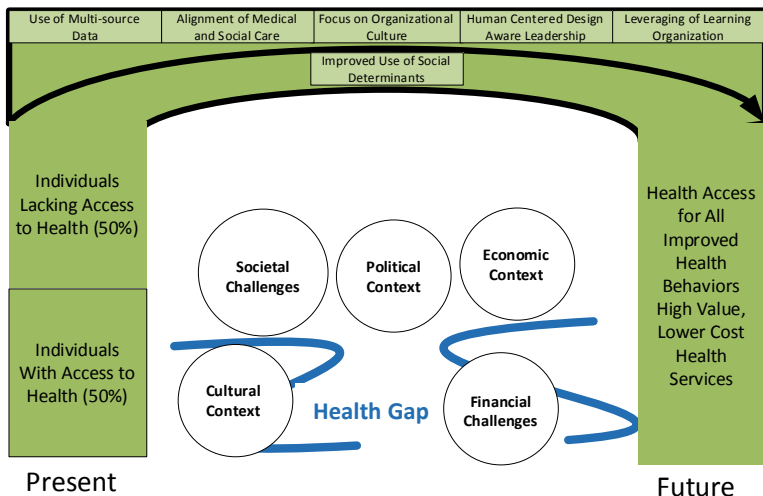 Use of Multi-source
Data
Alignment of Medical
and Social Care
Focus on Organizational
Culture
Human Centered Design
Aware Leadership
Leveraging of Learning
Organization
Improved Use of Social
Determinants
Individuals
Lacking Access
to Health (50%)
Individuals
With Access to
Health (50%)
Societal
Challenges
Political
Context
Economic
Context
Cultural
Context
Health Gap
Financial
Challenges
Health Access
for All
Improved
Health
Behaviors
High Value,
Lower Cost
Health
Services
Present
Future